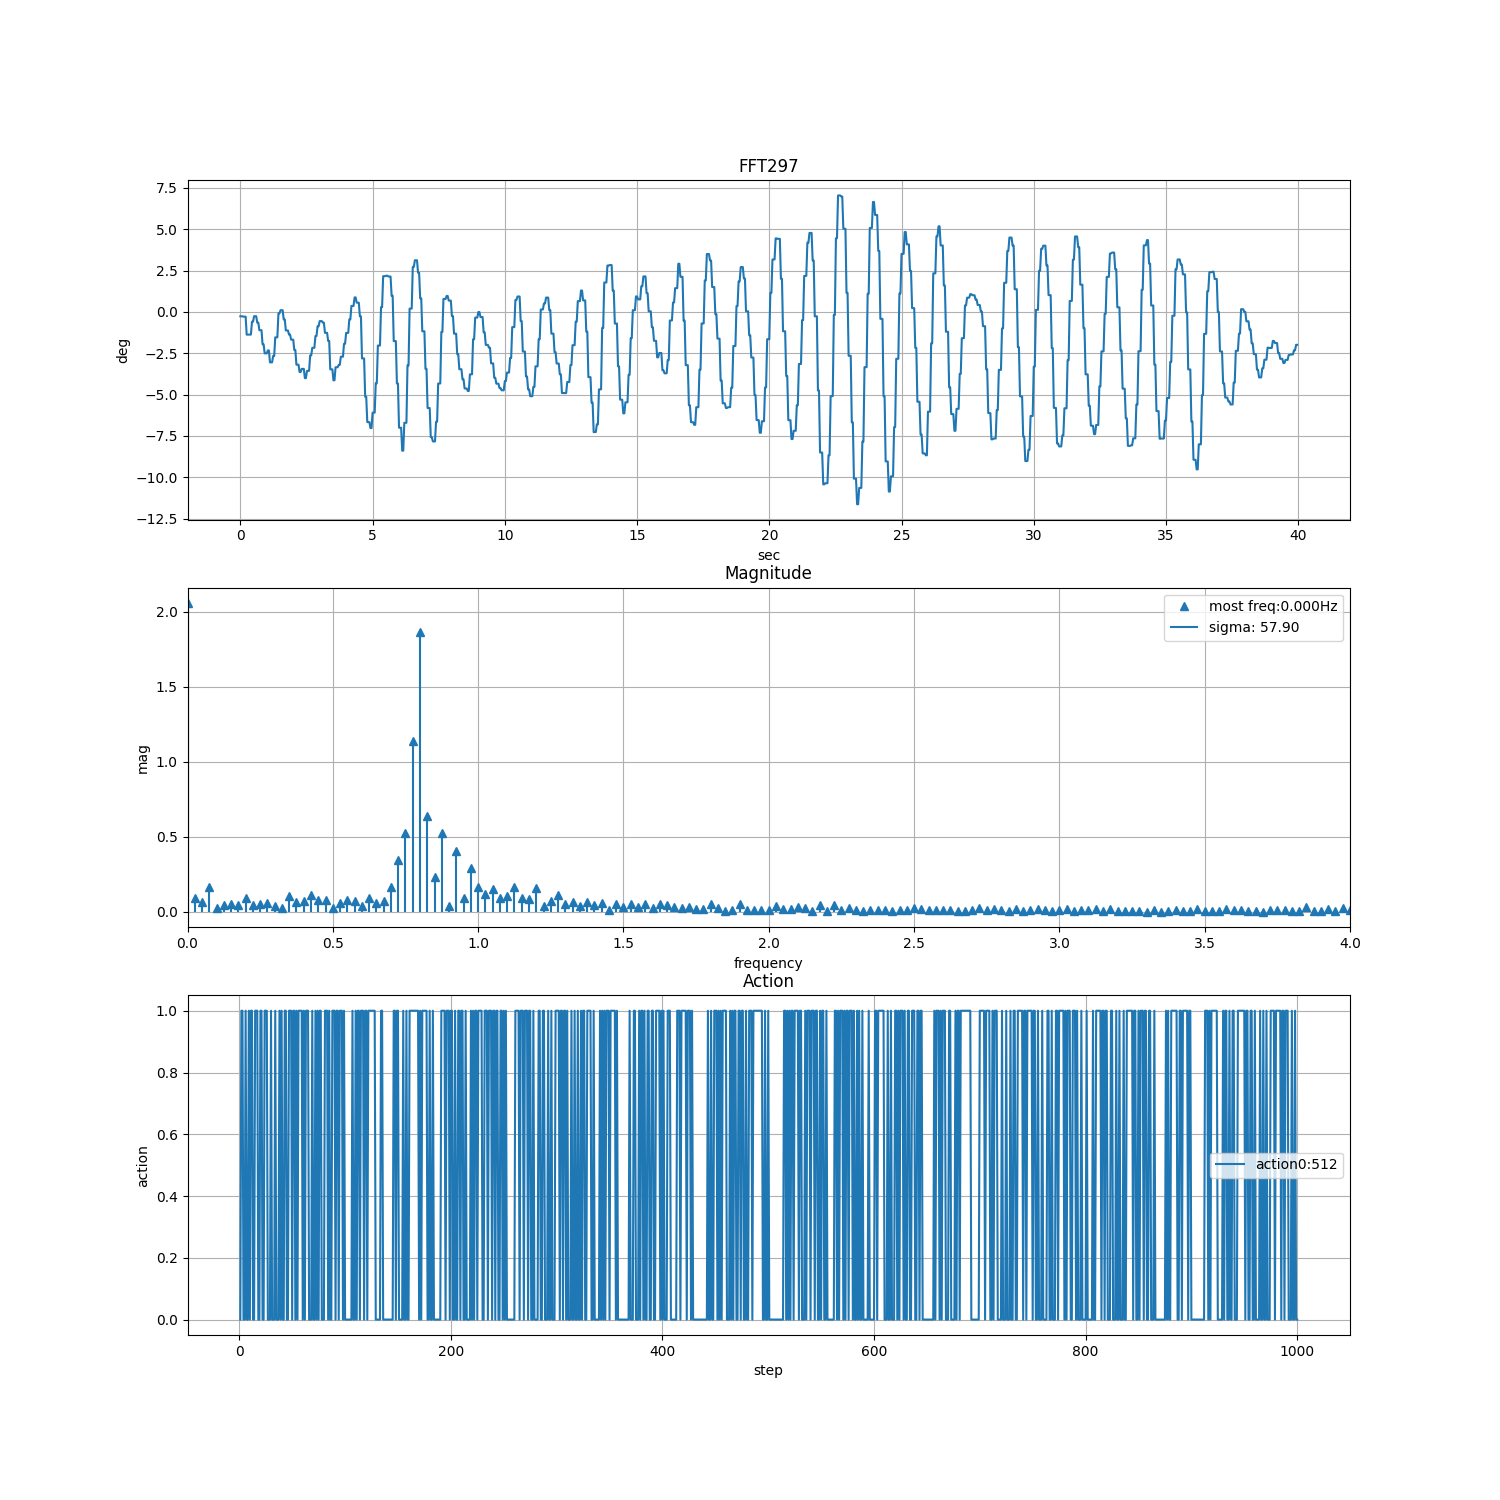 FFT297
7.5
5.0
2.5
0.0
−2.5
−5.0
−7.5
−10.0
−12.5
deg
0 5 10 15 20 25 30 35 40
sec
Magnitude
most freq:0.000Hz
sigma: 57.90
2.0
1.5
1.0
0.5
0.0
mag
0.0 0.5 1.0 1.5 2.0 2.5 3.0 3.5 4.0
frequency
Action
1.0
0.8
0.6
0.4
0.2
0.0
action
action0:512
0 200 400 600 800 1000
step